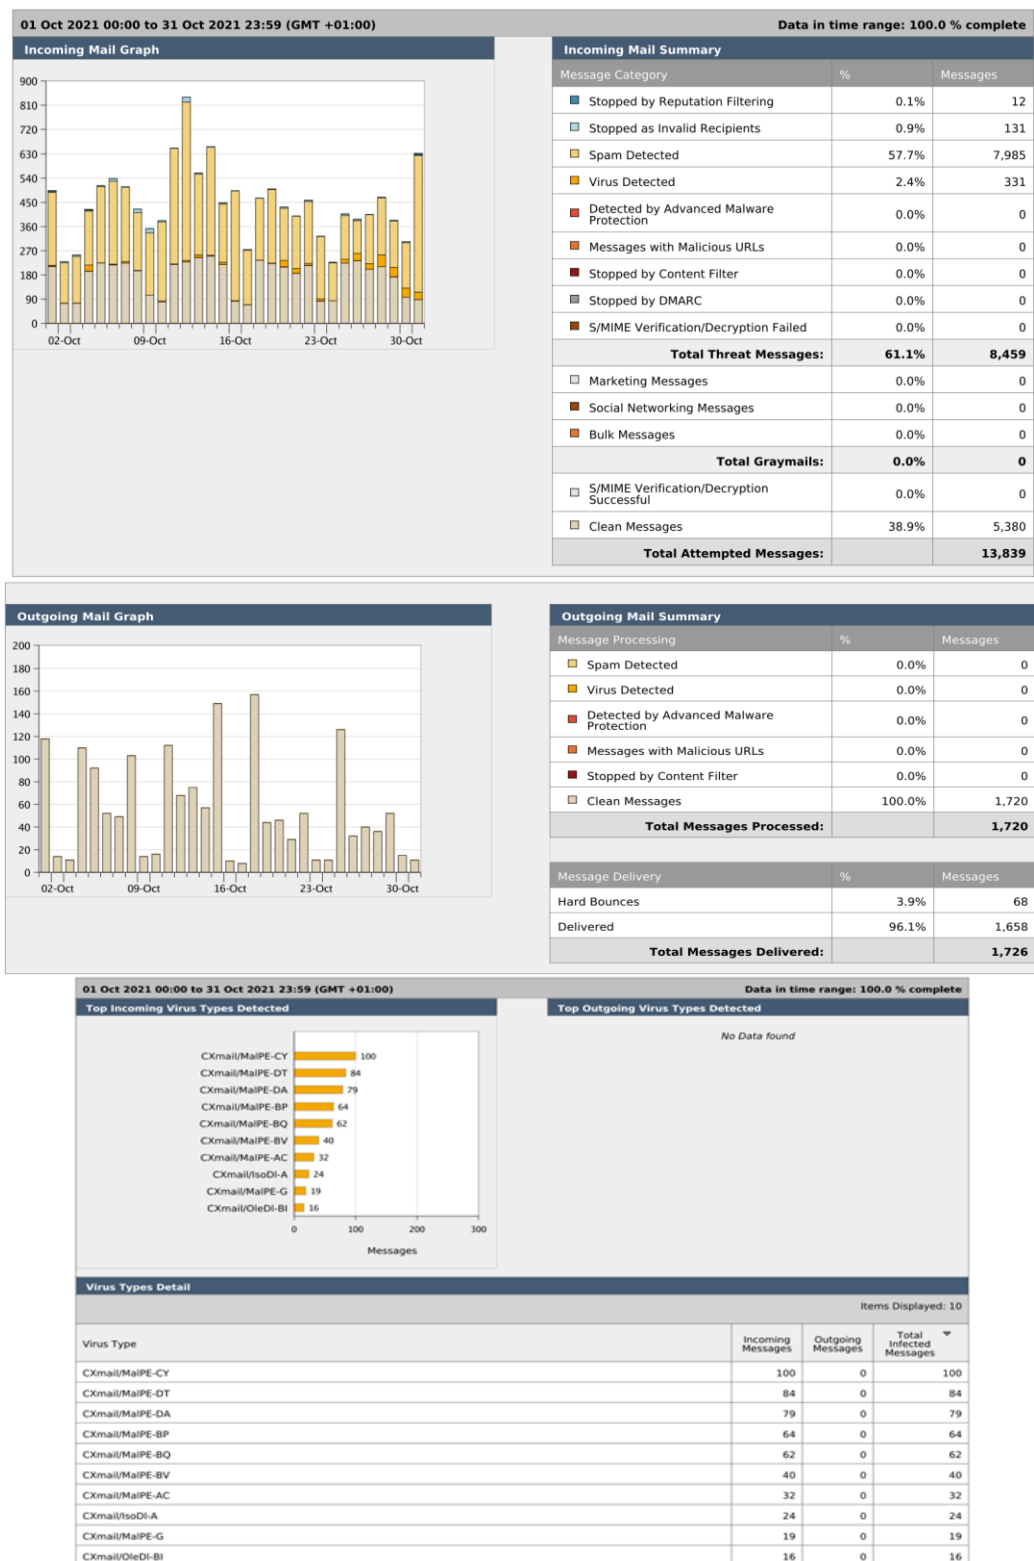 01 Oct 2021 00:00 to 31 Oct 2021 23:59 (GMT +01:00) Data in time range: 100.0 % complete
Incoming Mail Graph
900
810
720
630
540
450
360
270
180
90
0
02-Oct 09-Oct 16-Oct 23-Oct 30-Oct
Incoming Mail Summary
Message Category % Messages
Stopped by Reputation Filtering 0.1% 12
Stopped as Invalid Recipients 0.9% 131
Spam Detected 57.7% 7,985
Virus Detected 2.4% 331
Detected by Advanced Malware
Protection 0.0% 0
Messages with Malicious URLs 0.0% 0
Stopped by Content Filter 0.0% 0
Stopped by DMARC 0.0% 0
S/MIME Verification/Decryption Failed 0.0% 0
Total Threat Messages: 61.1% 8,459
Marketing Messages 0.0% 0
Social Networking Messages 0.0% 0
Bulk Messages 0.0% 0
Total Graymails: 0.0% 0
S/MIME Verification/Decryption
Successful 0.0% 0
Clean Messages 38.9% 5,380
Total Attempted Messages: 13,839
Outgoing Mail Graph
200
180
160
140
120
100
80
60
40
20
0
02-Oct 09-Oct 16-Oct 23-Oct 30-Oct
Outgoing Mail Summary
Message Processing % Messages
Spam Detected 0.0% 0
Virus Detected 0.0% 0
Detected by Advanced Malware
Protection 0.0% 0
Messages with Malicious URLs 0.0% 0
Stopped by Content Filter 0.0% 0
Clean Messages 100.0% 1,720
Total Messages Processed: 1,720
Message Delivery % Messages
Hard Bounces 3.9% 68
Delivered 96.1% 1,658
Total Messages Delivered: 1,726
01 Oct 2021 00:00 to 31 Oct 2021 23:59 (GMT +01:00) Data in time range: 100.0 % complete
Top Incoming Virus Types Detected
CXmail/MalPE-CY 100
CXmail/MalPE-DT 84
CXmail/MalPE-DA 79
CXmail/MalPE-BP 64
CXmail/MalPE-BQ 62
CXmail/MalPE-BV 40
CXmail/MalPE-AC 32
CXmail/IsoDl-A 24
CXmail/MalPE-G 19
CXmail/OleDl-BI 16
0 100 200 300
Messages
Top Outgoing Virus Types Detected
No Data found
Virus Types Detail
Items Displayed: 10
Virus Type Incoming Messages Outgoing Messages Total Infected Messages
CXmail/MalPE-CY 100 0 100
CXmail/MalPE-DT 84 0 84
CXmail/MalPE-DA 79 0 79
CXmail/MalPE-BP 64 0 64
CXmail/MalPE-BQ 62 0 62
CXmail/MalPE-BV 40 0 40
CXmail/MalPE-AC 32 0 32
CXmail/IsoDl-A 24 0 24
CXmail/MalPE-G 19 0 19
CXmail/OleDl-BI 16 0 16